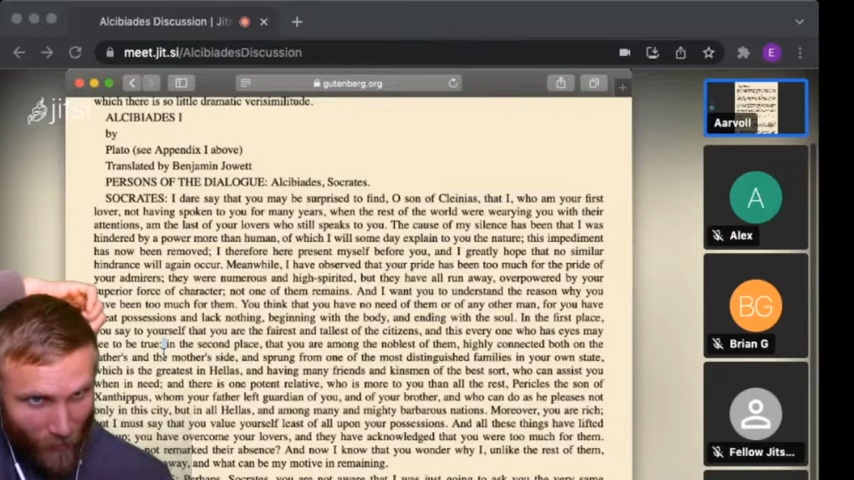 Alcibiades Discussion | Jit
meet.jit.si/AlcibiadesDiscussion
E
gutenberg.org
jitsi
which there is so little dramatic verisimilitude.
ALCIBIADES I
by
Plato (see Appendix I above)
Translated by Benjamin Jowett
PERSONS OF THE DIALOGUE: Alcibiades, Socrates.
SOCRATES: I dare say that you may be surprised to find, O son of Cleinias, that I, who am your first
lover, not having spoken to you for many years, when the rest of the world were wearying you with their
attentions, am the last of your lovers who still speaks to you. The cause of my silence has been that I was
hindered by a power more than human, of which I will some day explain to you the nature; this impediment
has now been removed; I therefore here present myself before you, and I greatly hope that no similar
hindrance will again occur. Meanwhile, I have observed that your pride has been too much for the pride of
your admirers; they were numerous and high-spirited, but they have all run away, overpowered by your
superior force of character; not one of them remains. And I want you to understand the reason why you
have been too much for them. You think that you have no need of them or of any other man, for you have
great possessions and lack nothing, beginning with the body, and ending with the soul. In the first place,
you say to yourself that you are the fairest and tallest of the citizens, and this every one who has eyes may
see to be true; in the second place, that you are among the noblest of them, highly connected both on the
father's and the mother's side, and sprung from one of the most distinguished families in your own state,
which is the greatest in Hellas, and having many friends and kinsmen of the best sort, who can assist you
when in need; and there is one potent relative, who is more to you than all the rest, Pericles the son of
Xanthippus, whom your father left guardian of you, and of your brother, and who can do as he pleases not
only in this city, but in all Hellas, and among many and mighty barbarous nations. Moreover, you are rich;
I must say that you value yourself least of all upon your possessions. And all these things have lifted
up; you have overcome your lovers, and they have acknowledged that you were too much for them.
not remarked their absence? And now I know that you wonder why I, unlike the rest of them,
away, and what can be my motive in remaining.
Perhaps, Socrates, you are not aware that I was just going to ask you the very same
Aarvoll
A
Alex
BG
Brian G
Fellow Jits...